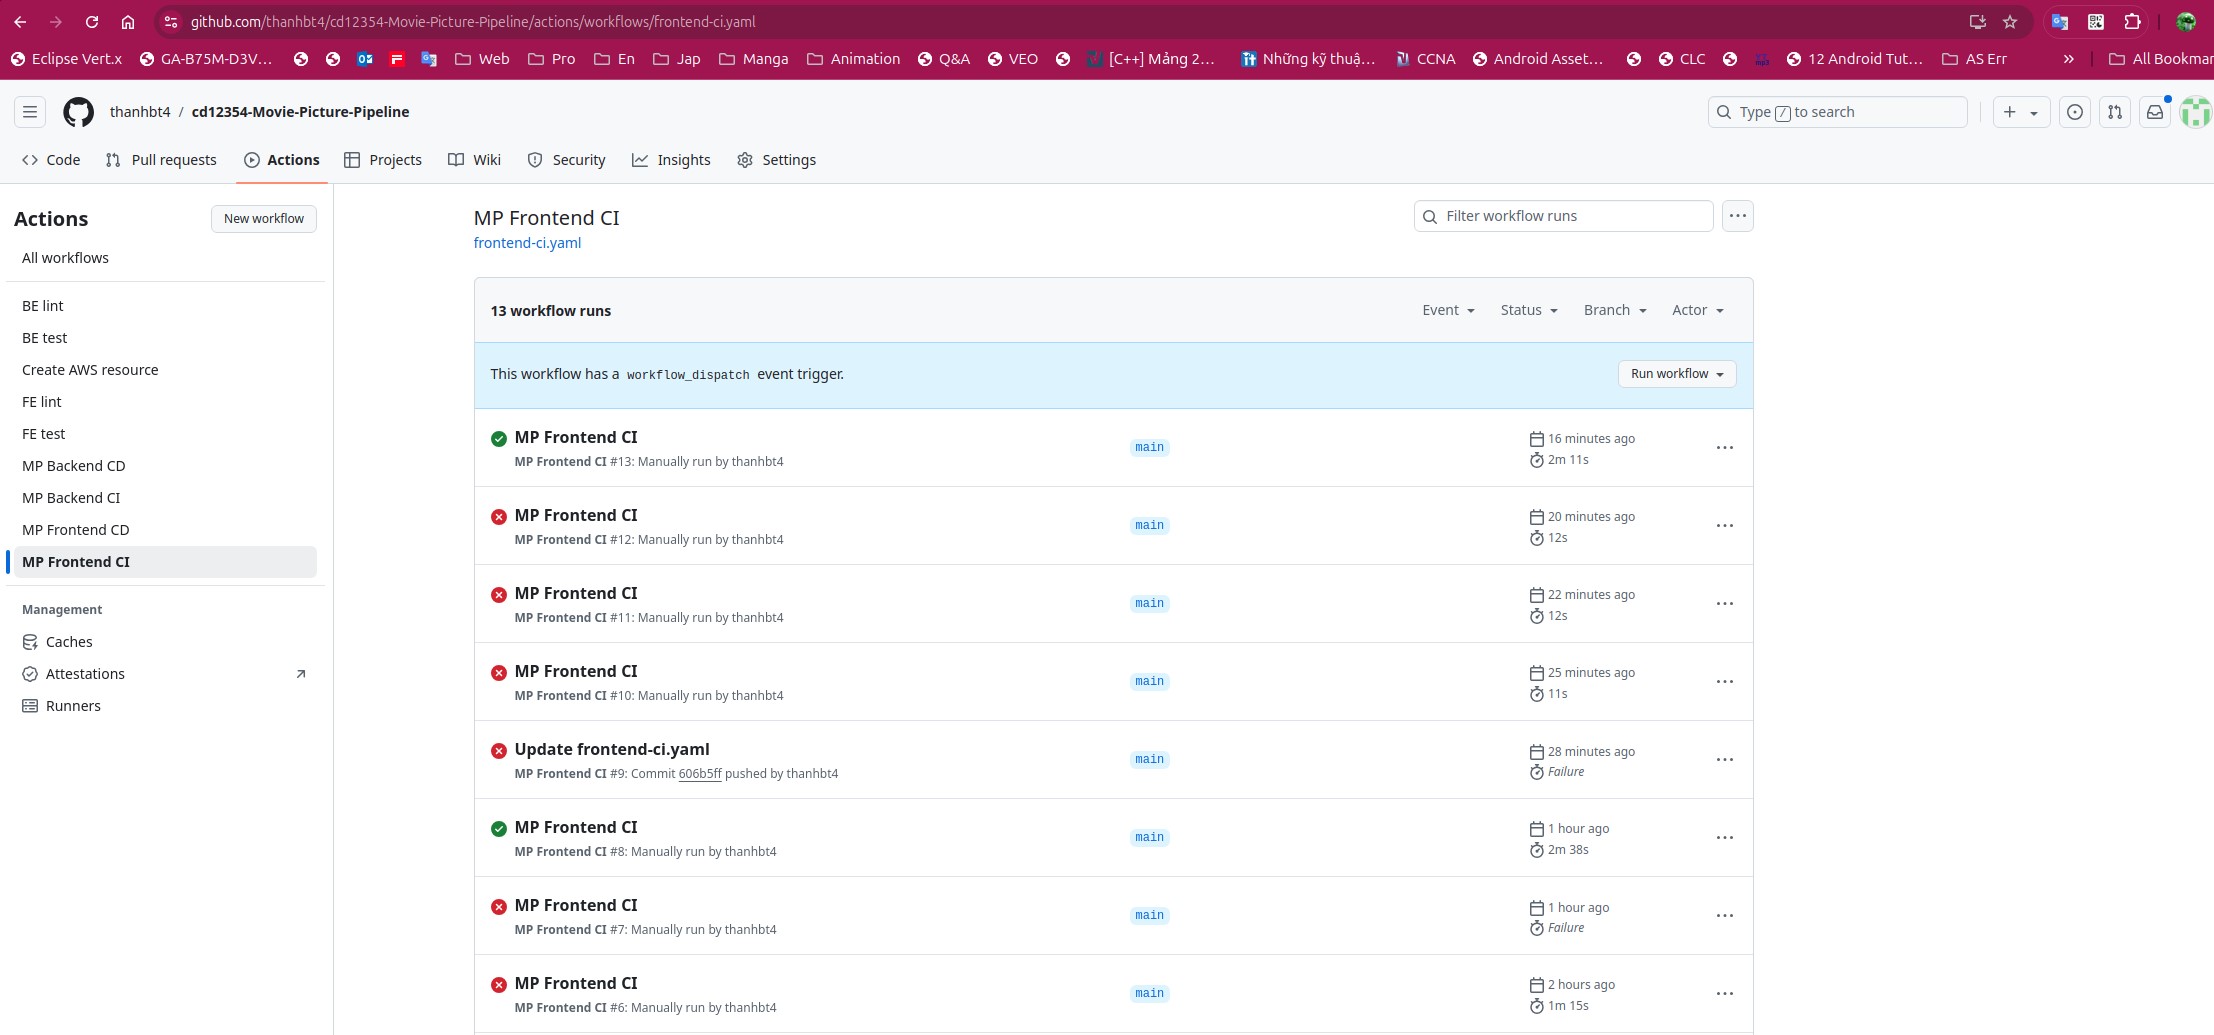 github.com/thanhbt4/cd12354-Movie-Picture-Pipeline/actions/workflows/frontend-ci.yaml
Eclipse Vert.x GA-B75M-D3V... Web Pro En Jap Manga Animation Q&A VEO [C++] Mảng 2... Những kỹ thuậ... CCNA Android Asset... CLC 12 Android Tut... AS Err » All Bookmar
thanhbt4 / cd12354-Movie-Picture-Pipeline
Type / to search
Code Pull requests Actions Projects Wiki Security Insights Settings
Actions
New workflow
All workflows
BE lint
BE test
Create AWS resource
FE lint
FE test
MP Backend CD
MP Backend CI
MP Frontend CD
MP Frontend CI
Management
Caches
Attestations
Runners
MP Frontend CI
frontend-ci.yaml
Filter workflow runs
13 workflow runs
Event Status Branch Actor
This workflow has a workflow_dispatch event trigger.
Run workflow
MP Frontend CI
MP Frontend CI #13: Manually run by thanhbt4
main
16 minutes ago
2m 11s
MP Frontend CI
MP Frontend CI #12: Manually run by thanhbt4
main
20 minutes ago
12s
MP Frontend CI
MP Frontend CI #11: Manually run by thanhbt4
main
22 minutes ago
12s
MP Frontend CI
MP Frontend CI #10: Manually run by thanhbt4
main
25 minutes ago
11s
Update frontend-ci.yaml
MP Frontend CI #9: Commit 606b5ff pushed by thanhbt4
main
28 minutes ago
Failure
MP Frontend CI
MP Frontend CI #8: Manually run by thanhbt4
main
1 hour ago
2m 38s
MP Frontend CI
MP Frontend CI #7: Manually run by thanhbt4
main
1 hour ago
Failure
MP Frontend CI
MP Frontend CI #6: Manually run by thanhbt4
main
2 hours ago
1m 15s